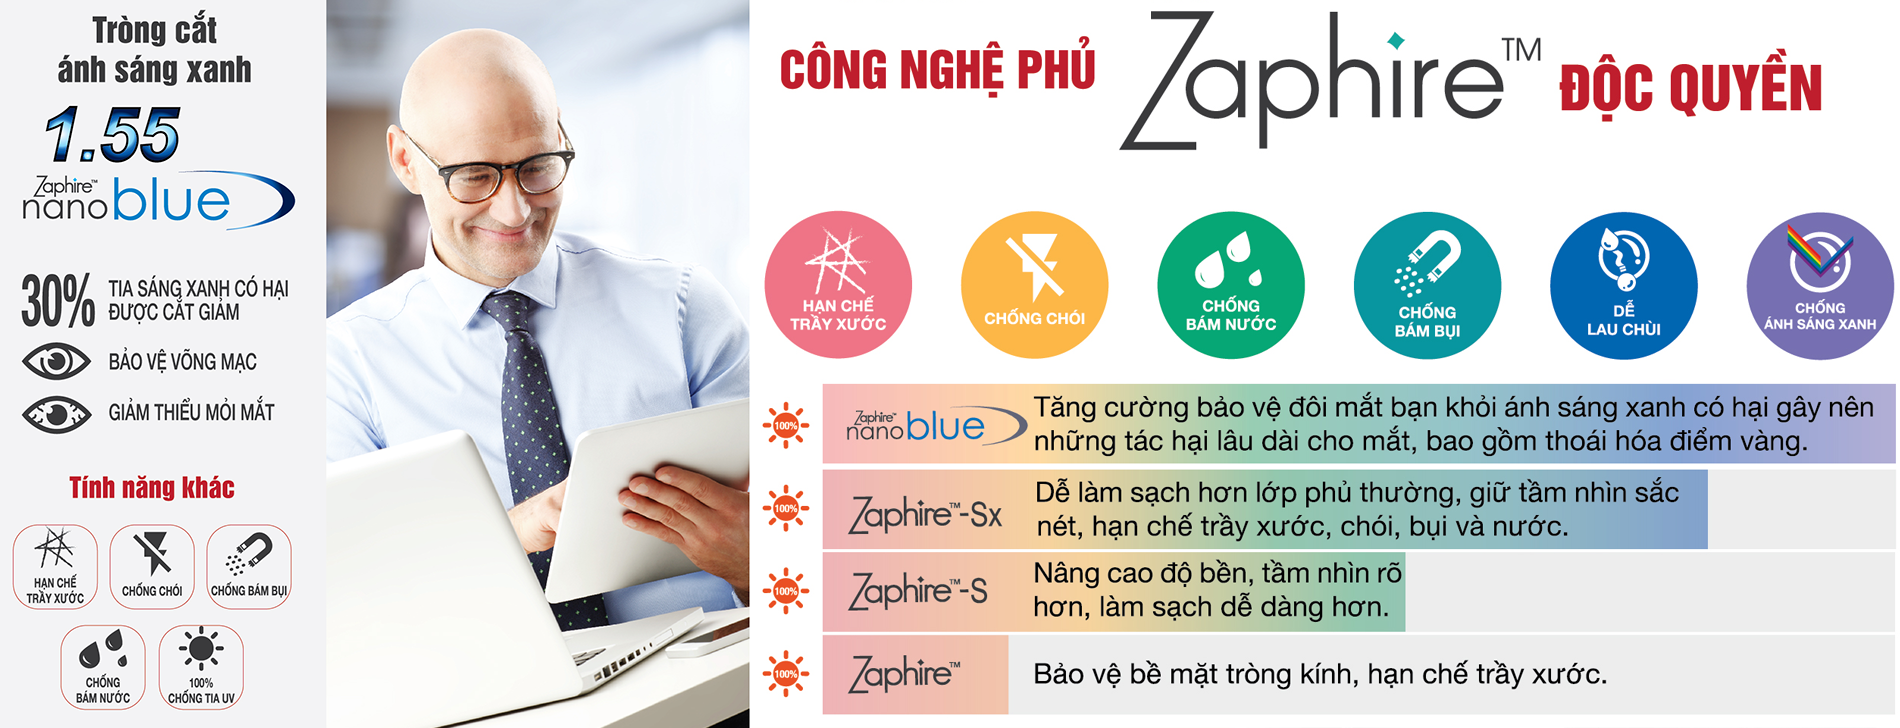 Tròng cắt
ánh sáng xanh
1.55
Zaphire™
nano blue
30% TIA SÁNG XANH CÓ HẠI
ĐƯỢC CẮT GIẢM
BẢO VỆ VÕNG MẠC
GIẢM THIỂU MỎI MẮT
Tính năng khác
HẠN CHẾ
TRẦY XƯỚC
CHỐNG CHÓI
CHỐNG BÁM BỤI
CHỐNG
BÁM NƯỚC
100%
CHỐNG TIA UV
CÔNG NGHỆ PHỦ Zaphire™ ĐỘC QUYỀN
HẠN CHẾ
TRẦY XƯỚC
CHỐNG CHÓI
CHỐNG
BÁM NƯỚC
CHỐNG
BÁM BỤI
DỄ
LAU CHÙI
CHỐNG
ÁNH SÁNG XANH
100%
Zaphire™
nano blue
Tăng cường bảo vệ đôi mắt bạn khỏi ánh sáng xanh có hại gây nên
những tác hại lâu dài cho mắt, bao gồm thoái hóa điểm vàng.
100%
Zaphire™-Sx
Dễ làm sạch hơn lớp phủ thường, giữ tầm nhìn sắc
nét, hạn chế trầy xước, chói, bụi và nước.
100%
Zaphire™-S
Nâng cao độ bền, tầm nhìn rõ
hơn, làm sạch dễ dàng hơn.
100%
Zaphire™
Bảo vệ bề mặt tròng kính, hạn chế trầy xước.